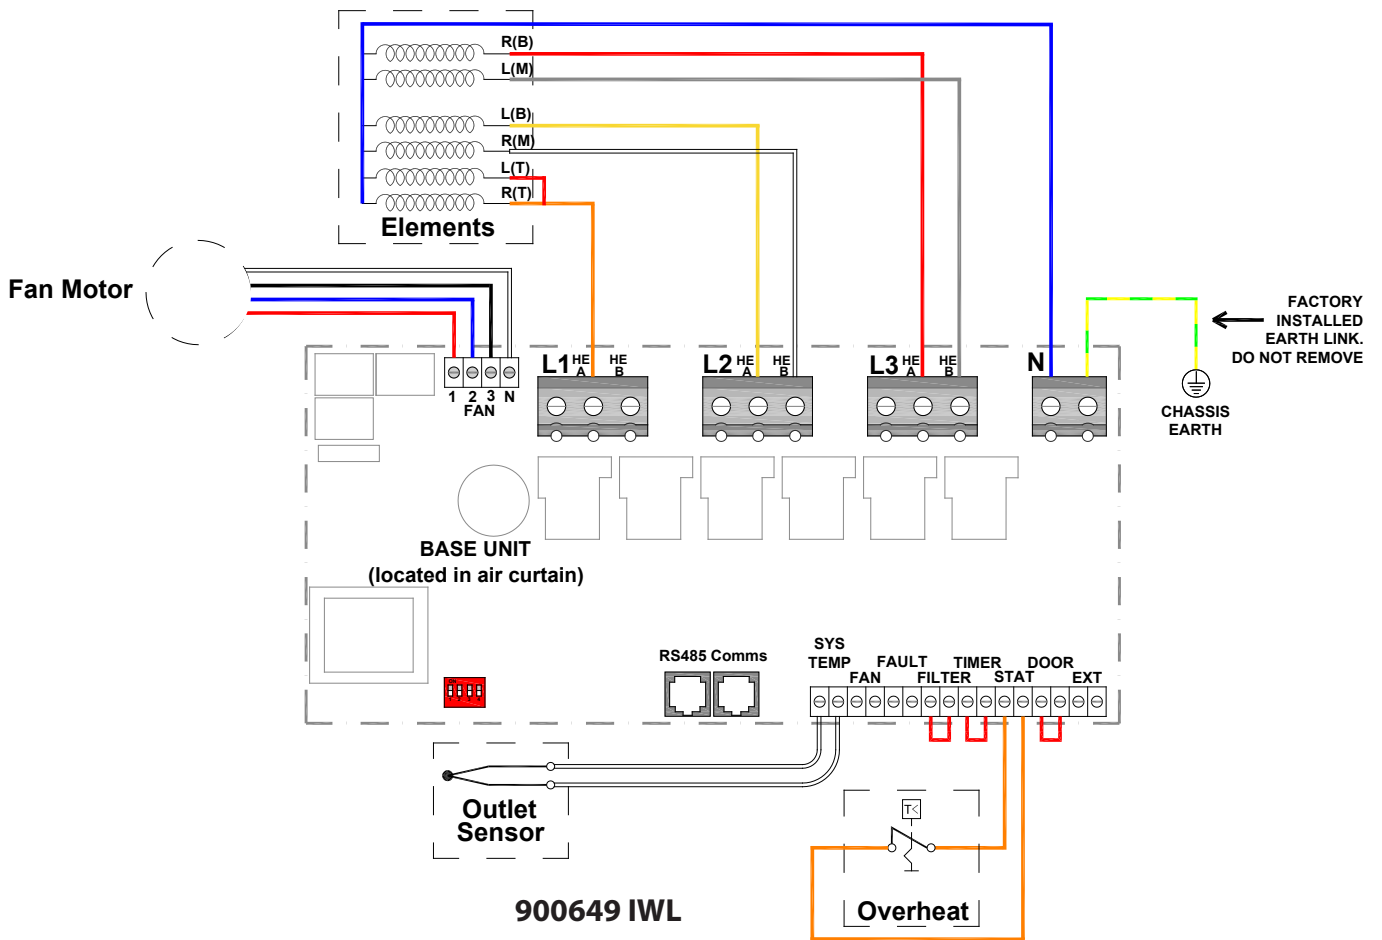 R(B)
L(M)
L(B)
R(M)
L(T)
R(T)
Elements
Fan Motor
FACTORY
INSTALLED
EARTH LINK.
DO NOT REMOVE
CHASSIS
EARTH
1 2 3 N
FAN
L1 HE A HE B
L2 HE A HE B
L3 HE A HE B
N
BASE UNIT
(located in air curtain)
RS485 Comms
SYS
TEMP
FAN
FAULT
FILTER
TIMER
STAT
DOOR
EXT
Outlet
Sensor
T<
Overheat
900649 IWL